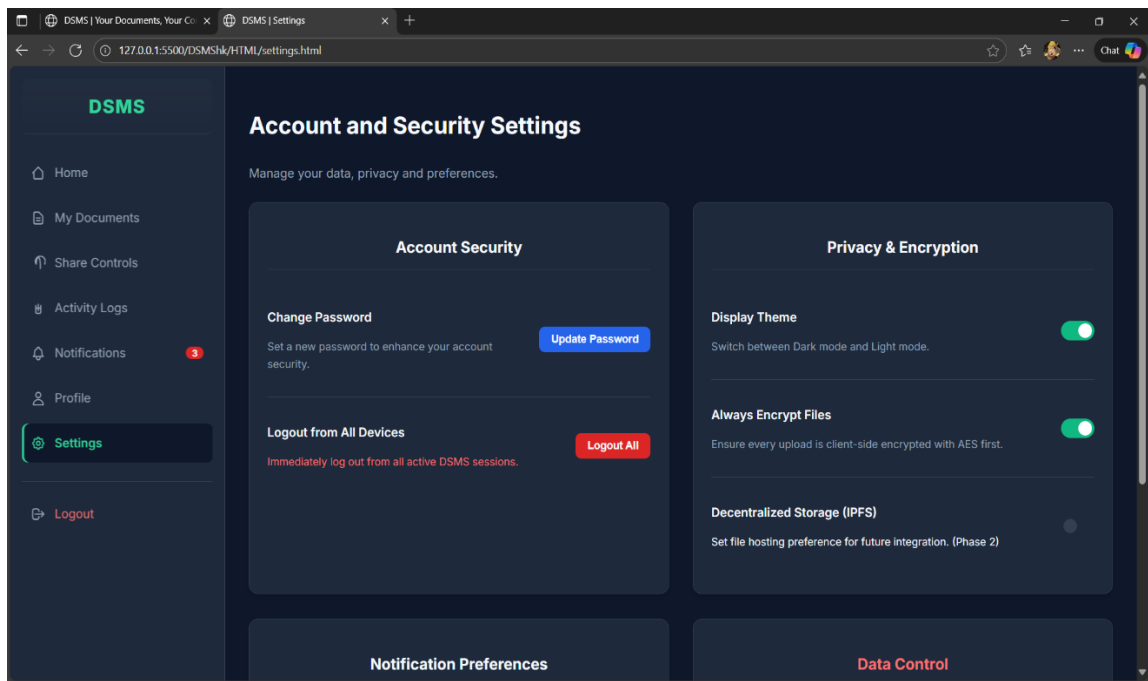 DSMS | Your Documents, Your Co
DSMS | Settings
127.0.0.1:5500/DSMShk/HTML/settings.html
Chat
DSMS
Home
My Documents
Share Controls
Activity Logs
Notifications 3
Profile
Settings
Logout
Account and Security Settings
Manage your data, privacy and preferences.
Account Security
Change Password
Set a new password to enhance your account
security.
Update Password
Logout from All Devices
Immediately log out from all active DSMS sessions.
Logout All
Privacy & Encryption
Display Theme
Switch between Dark mode and Light mode.
Always Encrypt Files
Ensure every upload is client-side encrypted with AES first.
Decentralized Storage (IPFS)
Set file hosting preference for future integration. (Phase 2)
Notification Preferences
Data Control